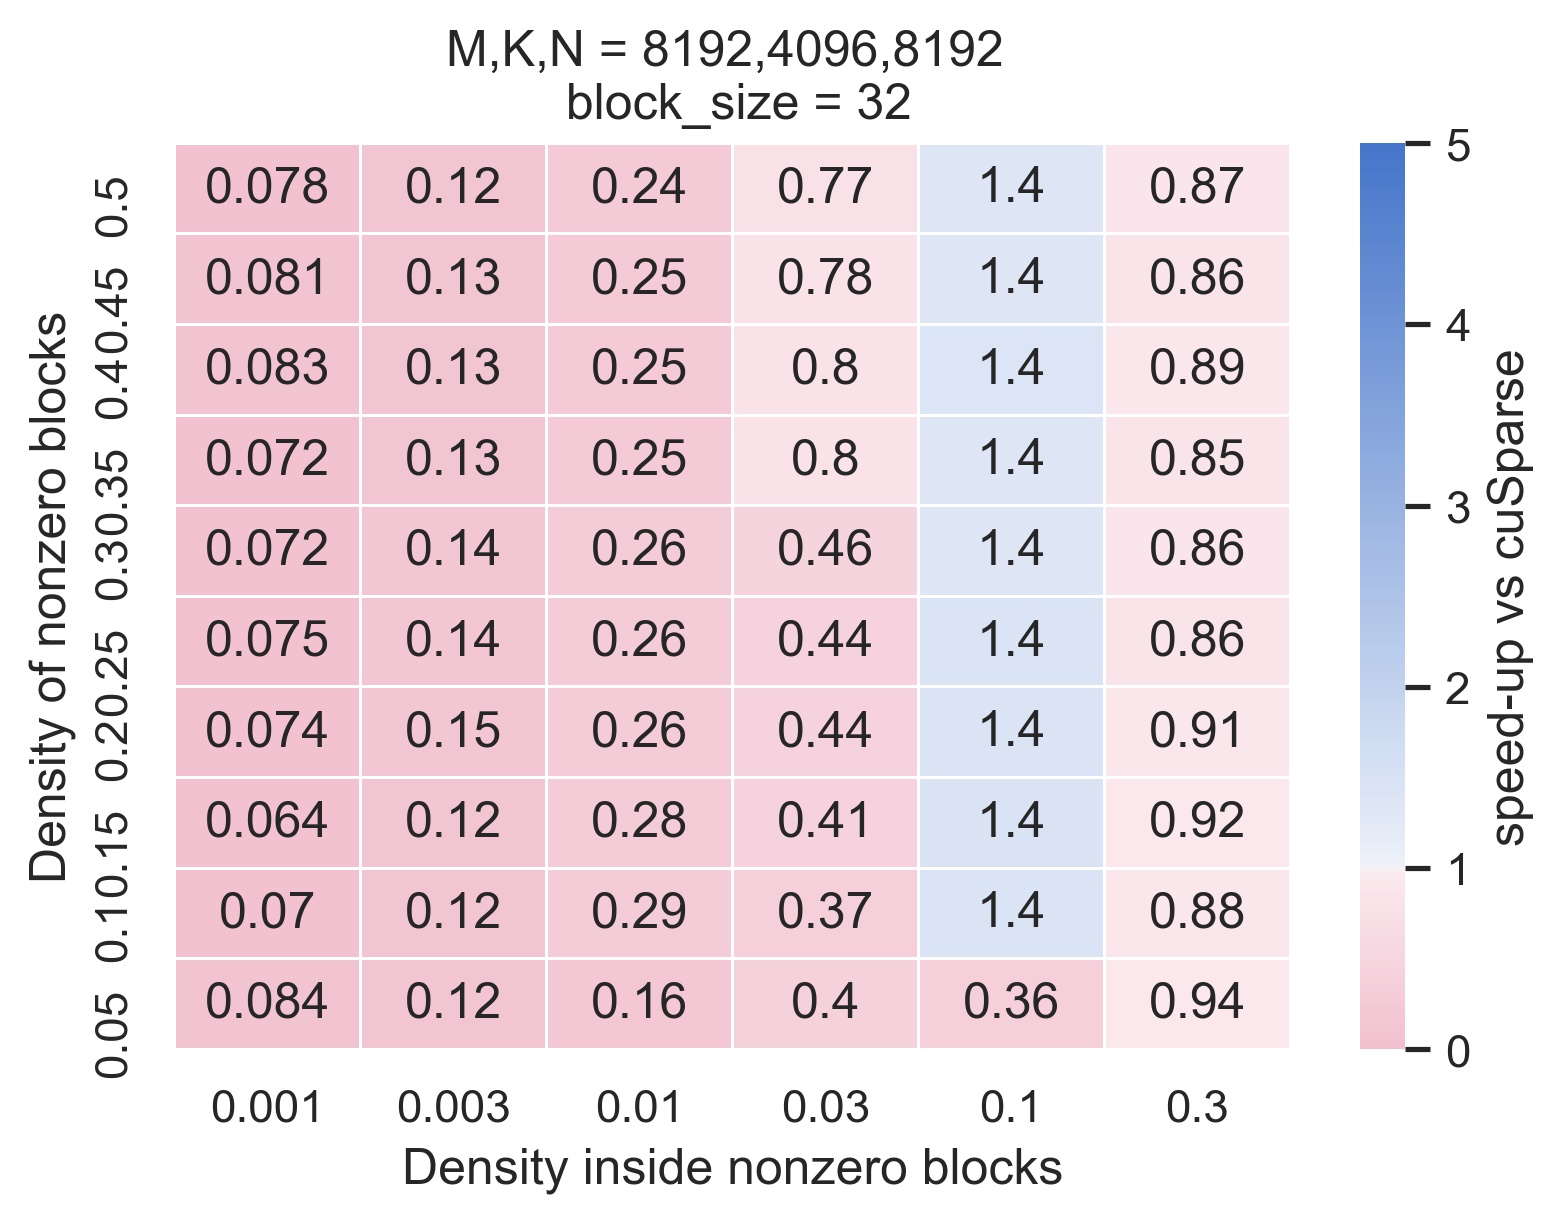 M,K,N = 8192,4096,8192
block_size = 32
Density of nonzero blocks
0.5 0.078 0.12 0.24 0.77 1.4 0.87
0.45 0.081 0.13 0.25 0.78 1.4 0.86
0.4 0.083 0.13 0.25 0.8 1.4 0.89
0.35 0.072 0.13 0.25 0.8 1.4 0.85
0.3 0.072 0.14 0.26 0.46 1.4 0.86
0.25 0.075 0.14 0.26 0.44 1.4 0.86
0.2 0.074 0.15 0.26 0.44 1.4 0.91
0.15 0.064 0.12 0.28 0.41 1.4 0.92
0.1 0.07 0.12 0.29 0.37 1.4 0.88
0.05 0.084 0.12 0.16 0.4 0.36 0.94
0.001 0.003 0.01 0.03 0.1 0.3
Density inside nonzero blocks
5
4
3
2
1
0
speed-up vs cuSparse